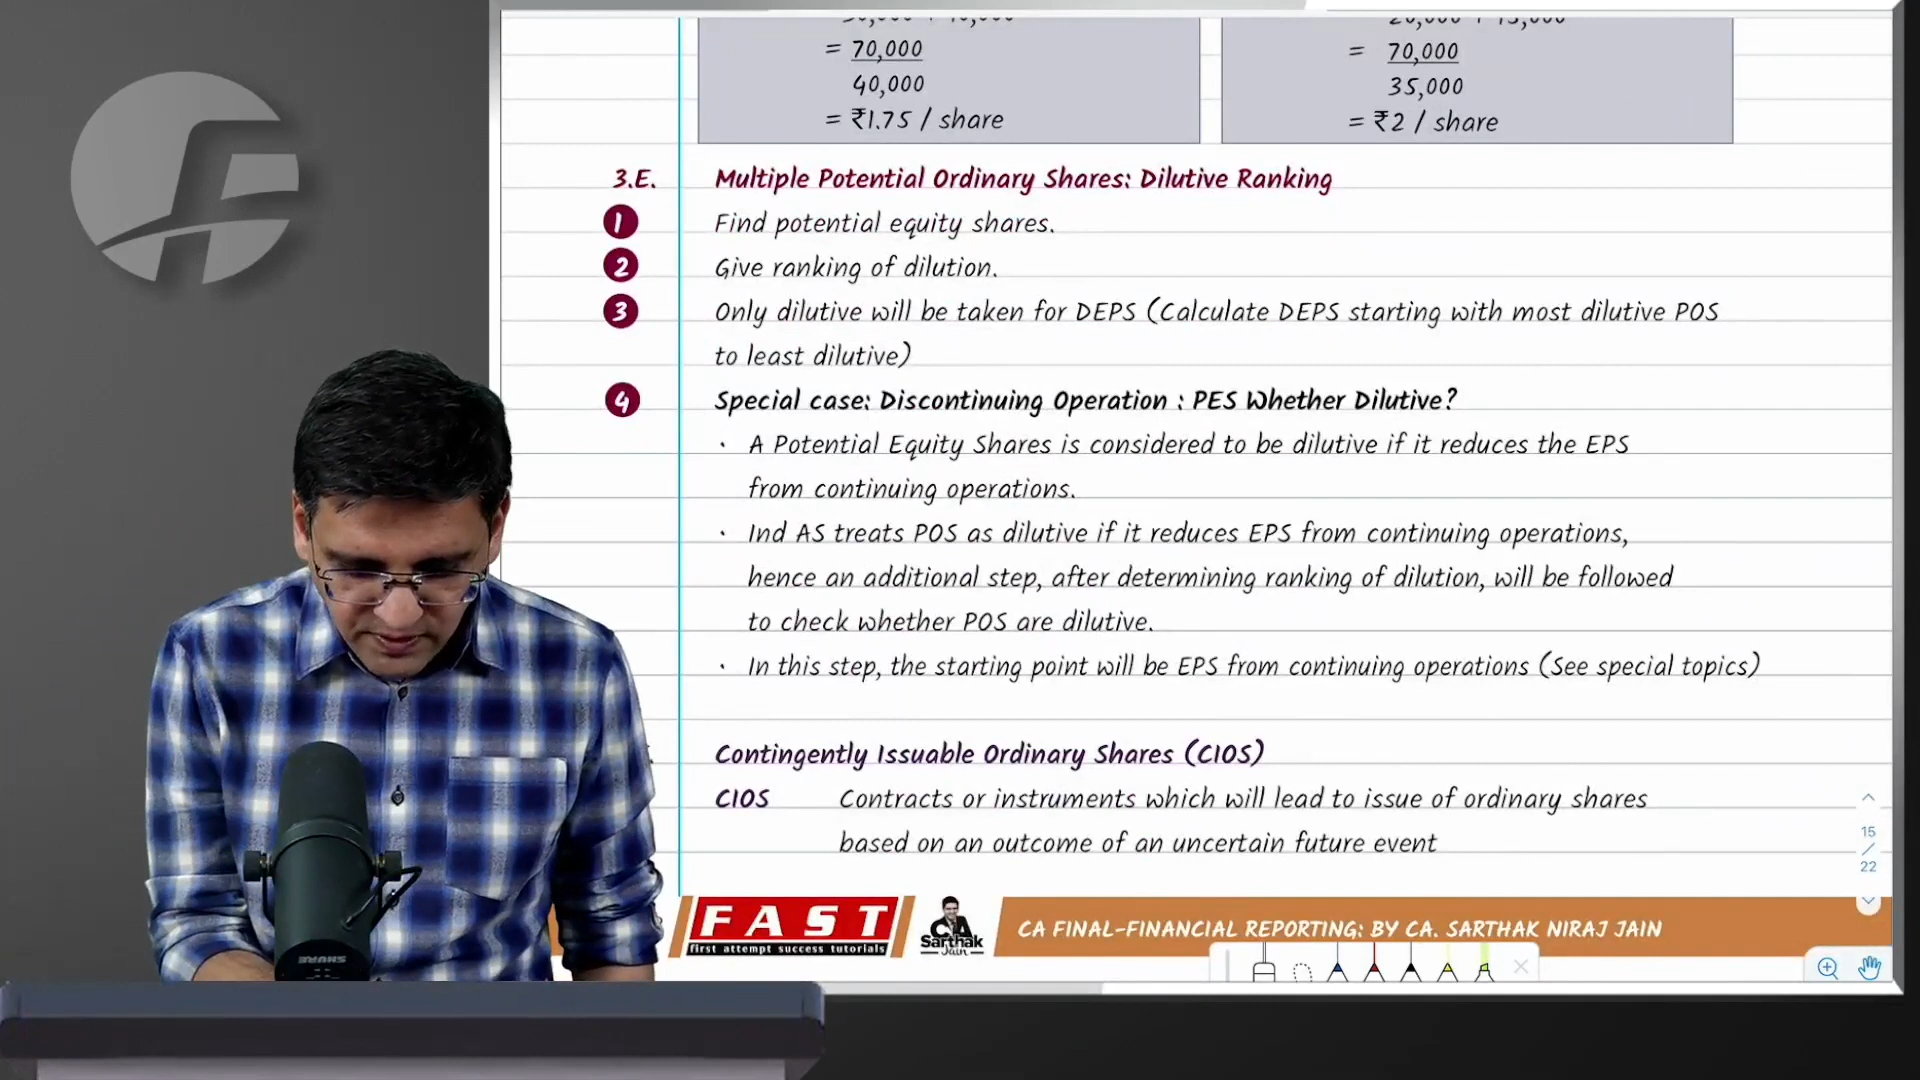 = 70,000
40,000
= ₹1.75 / share
= 70,000
35,000
= ₹2 / share
3.E. Multiple Potential Ordinary Shares: Dilutive Ranking
1 Find potential equity shares.
2 Give ranking of dilution.
3 Only dilutive will be taken for DEPS (Calculate DEPS starting with most dilutive POS
to least dilutive)
4 Special case: Discontinuing Operation : PES Whether Dilutive?
· A Potential Equity Shares is considered to be dilutive if it reduces the EPS
from continuing operations.
· Ind AS treats POS as dilutive if it reduces EPS from continuing operations,
hence an additional step, after determining ranking of dilution, will be followed
to check whether POS are dilutive.
· In this step, the starting point will be EPS from continuing operations (See special topics)
Contingently Issuable Ordinary Shares (CIOS)
CIOS Contracts or instruments which will lead to issue of ordinary shares
based on an outcome of an uncertain future event
15
/
22
FAST
first attempt success tutorials
CA
Sarthak
Jain
CA FINAL-FINANCIAL REPORTING: BY CA. SARTHAK NIRAJ JAIN
SHURE